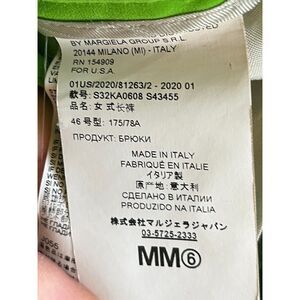 BY MARGIELA GROUP S.R.L.
20144 MILANO (MI) - ITALY
RN 154909
FOR U.S.A.
01US/2020/81263/2 - 2020 01
款号: S32KA0608 S43455
品名: 女式长裤
46 号型: 175/78A
ПРОДУКТ: БРЮКИ
MADE IN ITALY
FABRIQUÉ EN ITALIE
イタリア製
原产地: 意大利
СДЕЛАНО В ИТАЛИИ
PRODUZIDO NA ITALIA
株式会社マルジェラジャパン
03-5725-2333
MM⑥